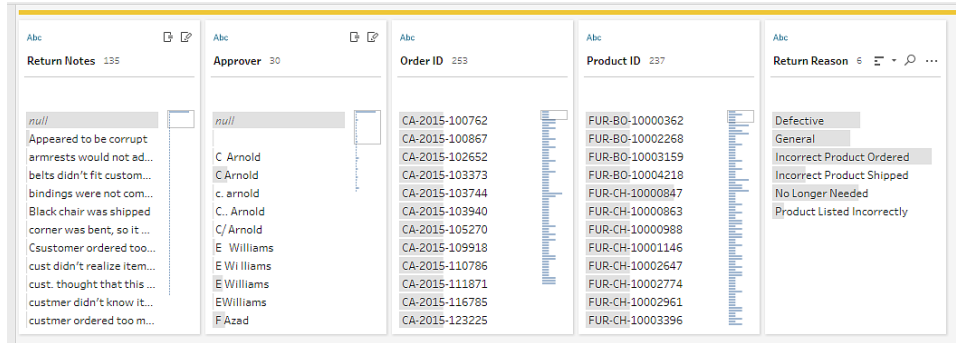 Abc
Return Notes 135
null
Appeared to be corrupt
armrests would not ad...
belts didn't fit custom...
bindings were not com...
Black chair was shipped
corner was bent, so it ...
Csustomer ordered too...
cust didn't realize item...
cust. thought that this ...
custmer didn't know it...
custmer ordered too m...
Abc
Approver 30
null
C Arnold
C Arnold
c. arnold
C.. Arnold
C/ Arnold
E  Williams
E Wi lliams
E Williams
EWilliams
F Azad
Abc
Order ID 253
CA-2015-100762
CA-2015-100867
CA-2015-102652
CA-2015-103373
CA-2015-103744
CA-2015-103940
CA-2015-105270
CA-2015-109918
CA-2015-110786
CA-2015-111871
CA-2015-116785
CA-2015-123225
Abc
Product ID 237
FUR-BO-10000362
FUR-BO-10002268
FUR-BO-10003159
FUR-BO-10004218
FUR-CH-10000847
FUR-CH-10000863
FUR-CH-10000988
FUR-CH-10001146
FUR-CH-10002647
FUR-CH-10002774
FUR-CH-10002961
FUR-CH-10003396
Abc
Return Reason 6
Defective
General
Incorrect Product Ordered
Incorrect Product Shipped
No Longer Needed
Product Listed Incorrectly